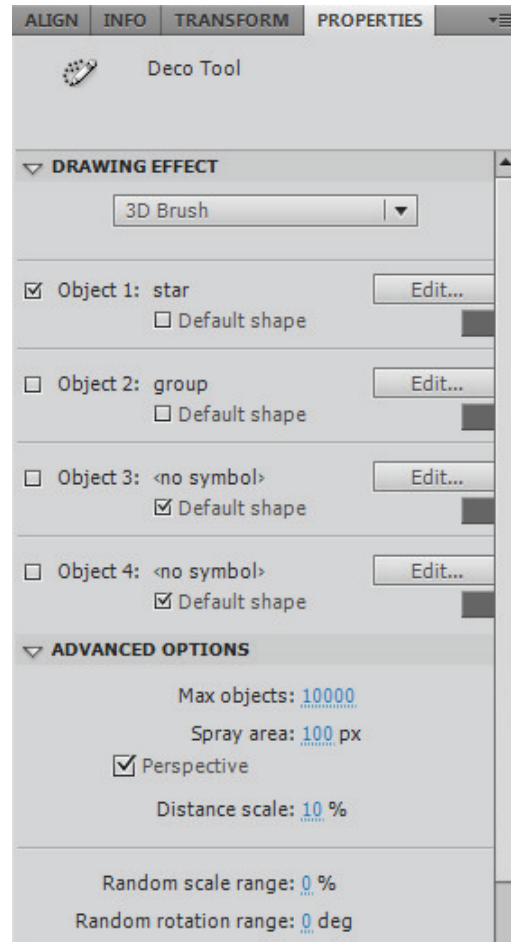 ALIGN INFO TRANSFORM PROPERTIES
Deco Tool
DRAWING EFFECT
3D Brush
Object 1: star Edit...
Default shape
Object 2: group Edit...
Default shape
Object 3: <no symbol> Edit...
Default shape
Object 4: <no symbol> Edit...
Default shape
ADVANCED OPTIONS
Max objects: 10000
Spray area: 100 px
Perspective
Distance scale: 10 %
Random scale range: 0 %
Random rotation range: 0 deg